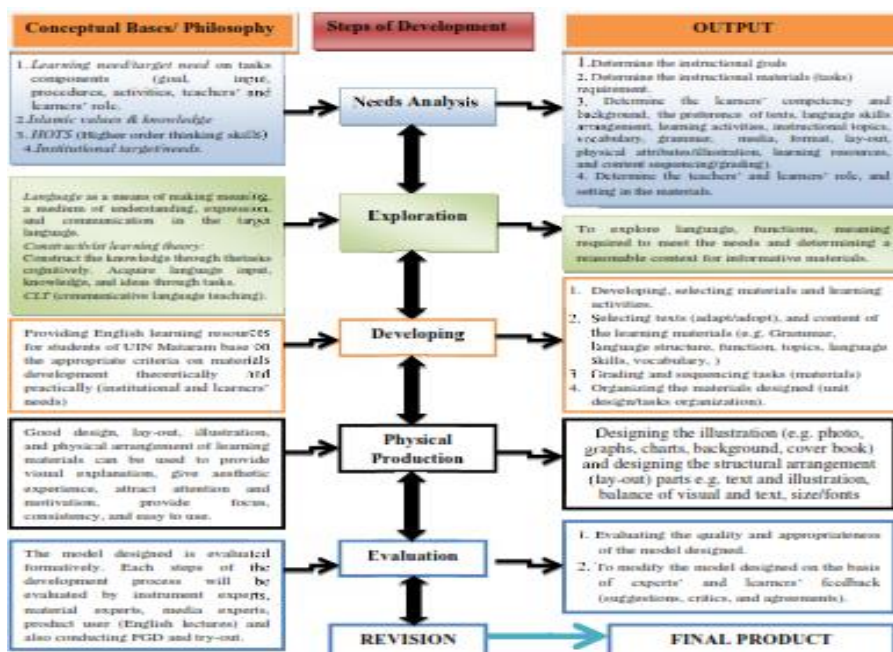 Conceptual Bases/ Philosophy
Steps of Development
OUTPUT
1. Learning need/target need on tasks
components (goal, input,
procedures, activities, teachers' and
learners' role.
2. Islamic values & knowledge
3. HOTS (Higher order thinking skills)
4. Institutional target/needs.
Needs Analysis
1. Determine the instructional goals
2. Determine the instructional materials (tasks)
requirement.
3. Determine the learners' competency and
background, the preference of texts, language skills
arrangement, learning activities, instructional topics,
vocabulary, grammar, media, format, lay-out,
physical attributes/illustration, learning resources,
and content sequencing/grading).
4. Determine the teachers' and learners' role, and
setting in the materials.
Language as a means of making meaning,
a medium of understanding, expression,
and communication in the target
language.
Constructivist learning theory:
Construct the knowledge through thetasks
cognitively. Acquire language input,
knowledge, and ideas through tasks.
CLT (communicative language teaching).
Exploration
To explore language, functions, meaning
required to meet the needs and determining a
reasonable context for informative materials.
Providing English learning resources
for students of UIN Mataram base on
the appropriate criteria on materials
development theoretically and
practically (institutional and learners'
needs)
Developing
1. Developing, selecting materials and learning
activities.
2. Selecting texts (adapt/adopt), and content of
the learning materials (e.g. Grammar,
language structure, function, topics, language
skills, vocabulary, )
3 Grading and sequencing tasks (materials)
4. Organizing the materials designed (unit
design/tasks organization).
Good design, lay-out, illustration,
and physical arrangement of learning
materials can be used to provide
visual explanation, give aesthetic
experience, attract attention and
motivation, provide focus,
consistency, and easy to use.
Physical
Production
Designing the illustration (e.g. photo,
graphs, charts, background, cover book)
and designing the structural arrangement
(lay-out) parts e.g. text and illustration,
balance of visual and text, size/fonts
The model designed is evaluated
formatively. Each steps of the
development process will be
evaluated by instrument experts,
material experts, media experts,
product user (English lectures) and
also conducting FGD and try-out.
Evaluation
1. Evaluating the quality and appropriateness
of the model designed.
2. To modify the model designed on the basis
of experts' and learners' feedback
(suggestions, critics, and agreements).
REVISION
FINAL PRODUCT